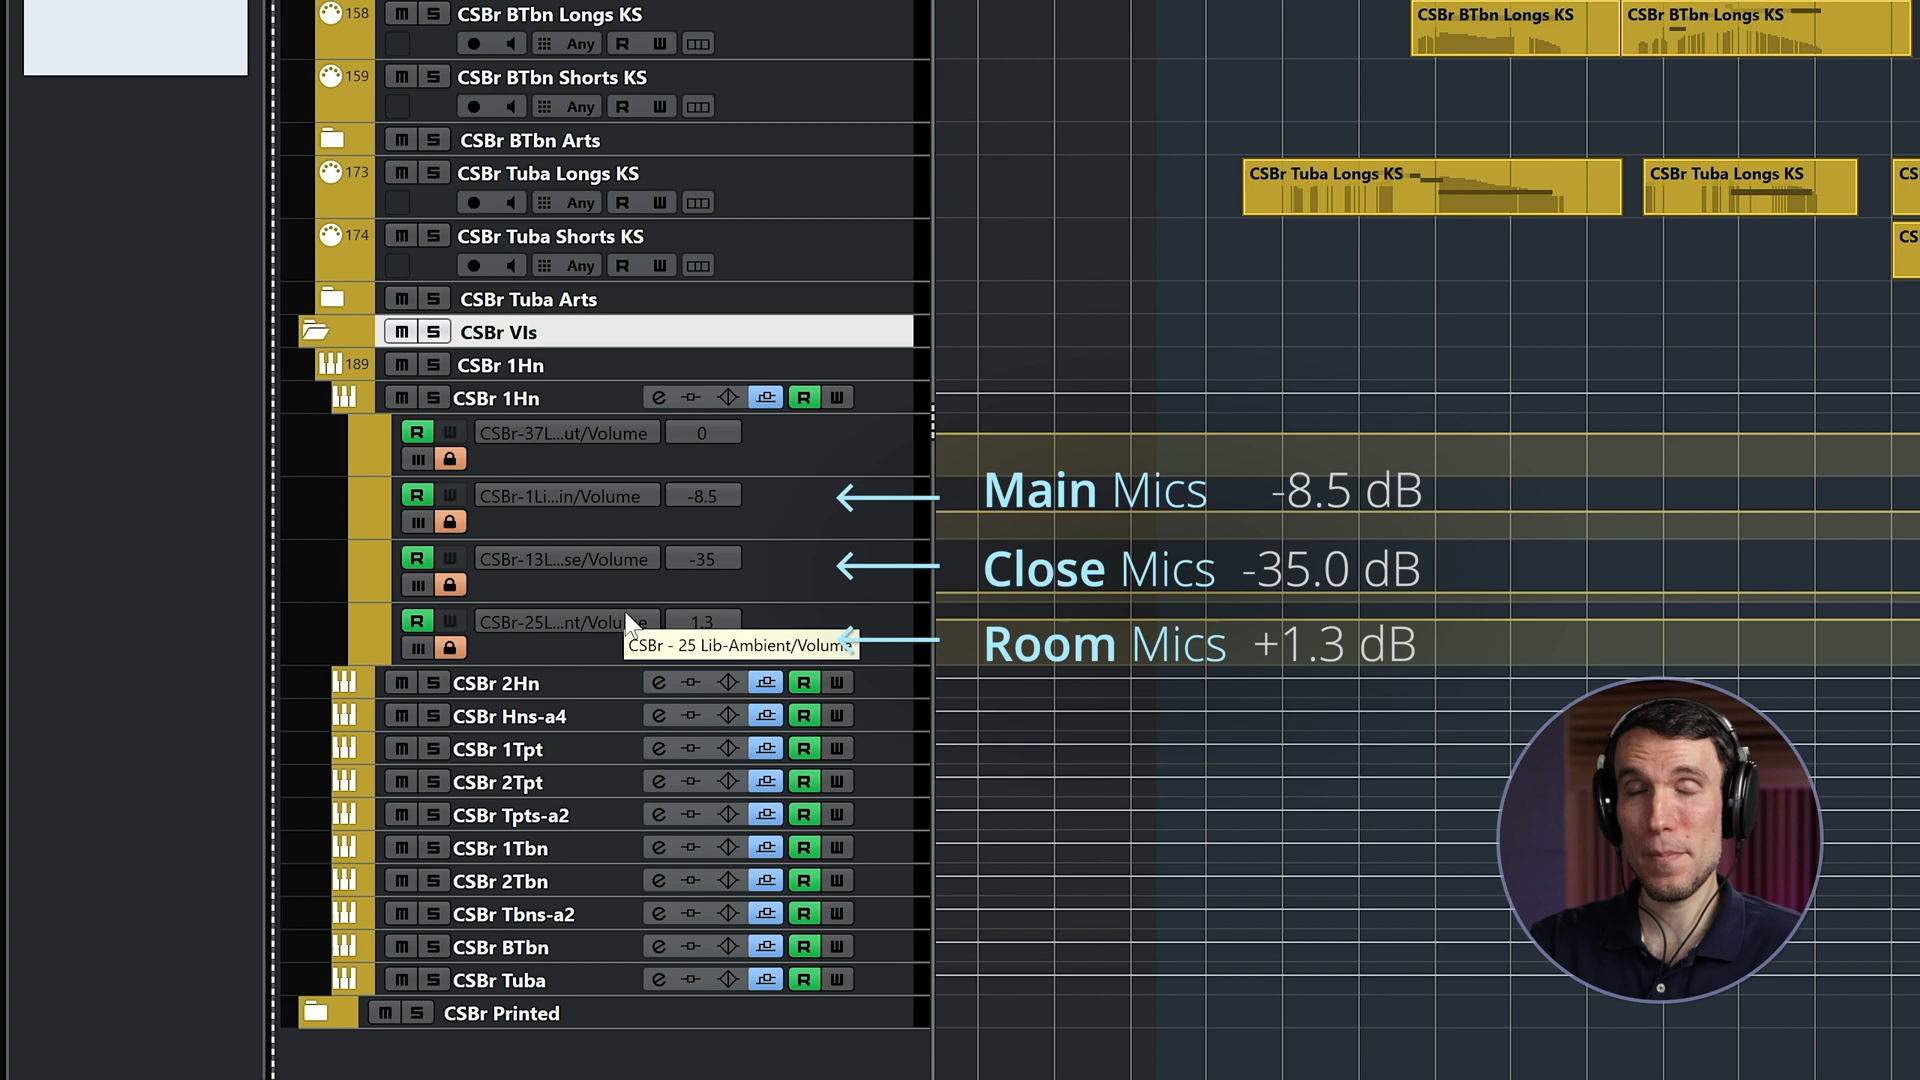 158 m S CSBr BTbn Longs KS
Any R W
CSBr BTbn Longs KS CSBr BTbn Longs KS
159 m S CSBr BTbn Shorts KS
Any R W
m S CSBr BTbn Arts
173 m S CSBr Tuba Longs KS
Any R W
CSBr Tuba Longs KS CSBr Tuba Longs KS CS
174 m S CSBr Tuba Shorts KS
Any R W
CS
m S CSBr Tuba Arts
m S CSBr VIs
189 m S CSBr 1Hn
m S CSBr 1Hn e R W
R W CSBr-37L...ut/Volume 0
R W CSBr-1Li...in/Volume -8.5
Main Mics -8.5 dB
R W CSBr-13L...se/Volume -35
Close Mics -35.0 dB
R W CSBr-25L...nt/Volume 1.3
CSBr - 25 Lib-Ambient/Volume
Room Mics +1.3 dB
m S CSBr 2Hn e R W
m S CSBr Hns-a4 e R W
m S CSBr 1Tpt e R W
m S CSBr 2Tpt e R W
m S CSBr Tpts-a2 e R W
m S CSBr 1Tbn e R W
m S CSBr 2Tbn e R W
m S CSBr Tbns-a2 e R W
m S CSBr BTbn e R W
m S CSBr Tuba e R W
m S CSBr Printed